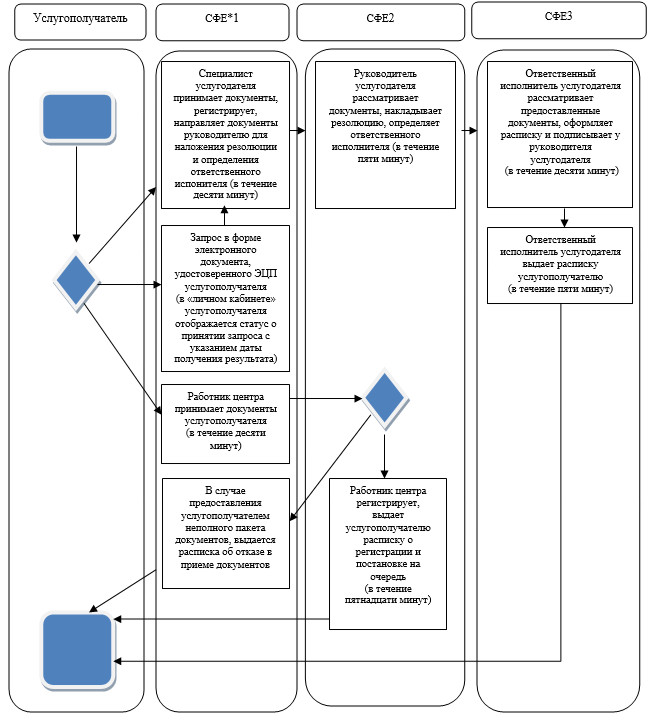 Услугополучатель
СФЕ*1
СФЕ2
СФЕ3
Специалист
услугодателя
принимает документы,
регистрирует,
направляет документы
руководителю для
наложения резолюции
и определения
ответственного
испонителя (в течение
десяти минут)
Руководитель
услугодателя
рассматривает
документы, накладывает
резолюцию, определяет
ответственного
исполнителя (в течение
пяти минут)
Ответственный
исполнитель услугодателя
рассматривает
предоставленные
документы, оформляет
расписку и подписывает у
руководителя
услугодателя
(в течение десяти минут)
Запрос в форме
электронного
документа,
удостоверенного ЭЦП
услугополучателя
(в «личном кабинете»
услугополучателя
отображается статус о
принятии запроса с
указанием даты
получения результата)
Ответственный
исполнитель услугодателя
выдает расписку
услугополучателю
(в течение пяти минут)
Работник центра
принимает документы
услугополучателя
(в течение десяти
минут)
В случае
предоставления
услугополучателем
неполного пакета
документов, выдается
расписка об отказе в
приеме документов
Работник центра
регистрирует,
выдает
услугополучателю
расписку о
регистрации и
постановке на
очередь
(в течение
пятнадцати минут)